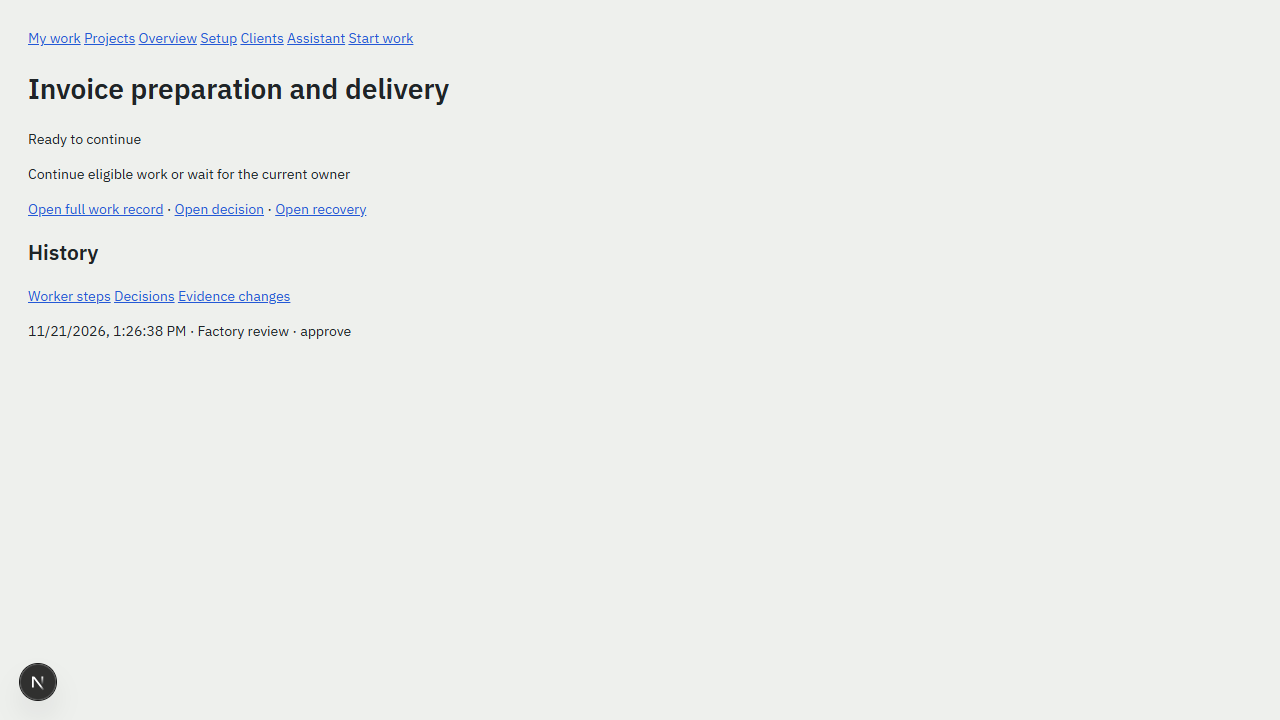 My work Projects Overview Setup Clients Assistant Start work
Invoice preparation and delivery
Ready to continue
Continue eligible work or wait for the current owner
Open full work record · Open decision · Open recovery
History
Worker steps Decisions Evidence changes
11/21/2026, 1:26:38 PM · Factory review · approve
N